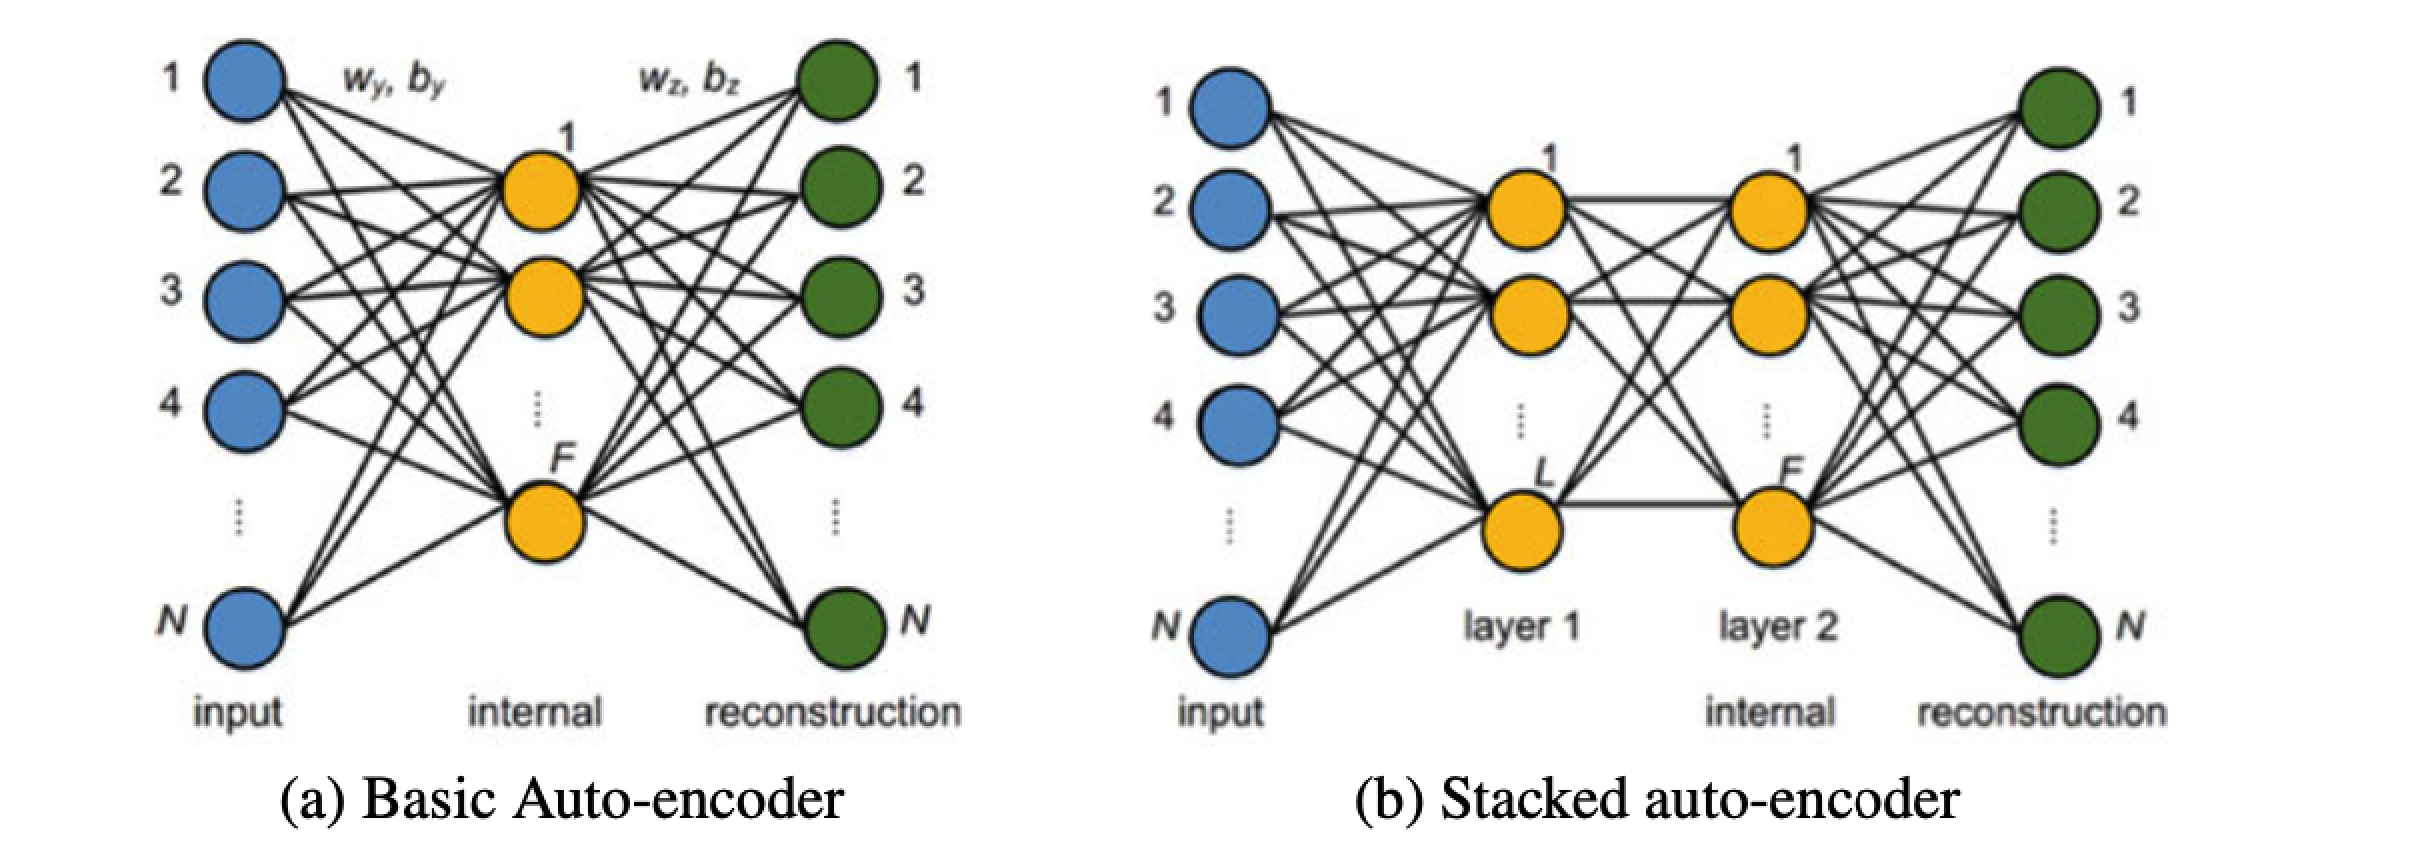 1 w_y, b_y w_z, b_z 1
1
2 2
3 3
4 4
F
N N
input internal reconstruction
(a) Basic Auto-encoder
1 1
1 1
2 2
3 3
4 4
L F
N layer 1 layer 2 N
input internal reconstruction
(b) Stacked auto-encoder